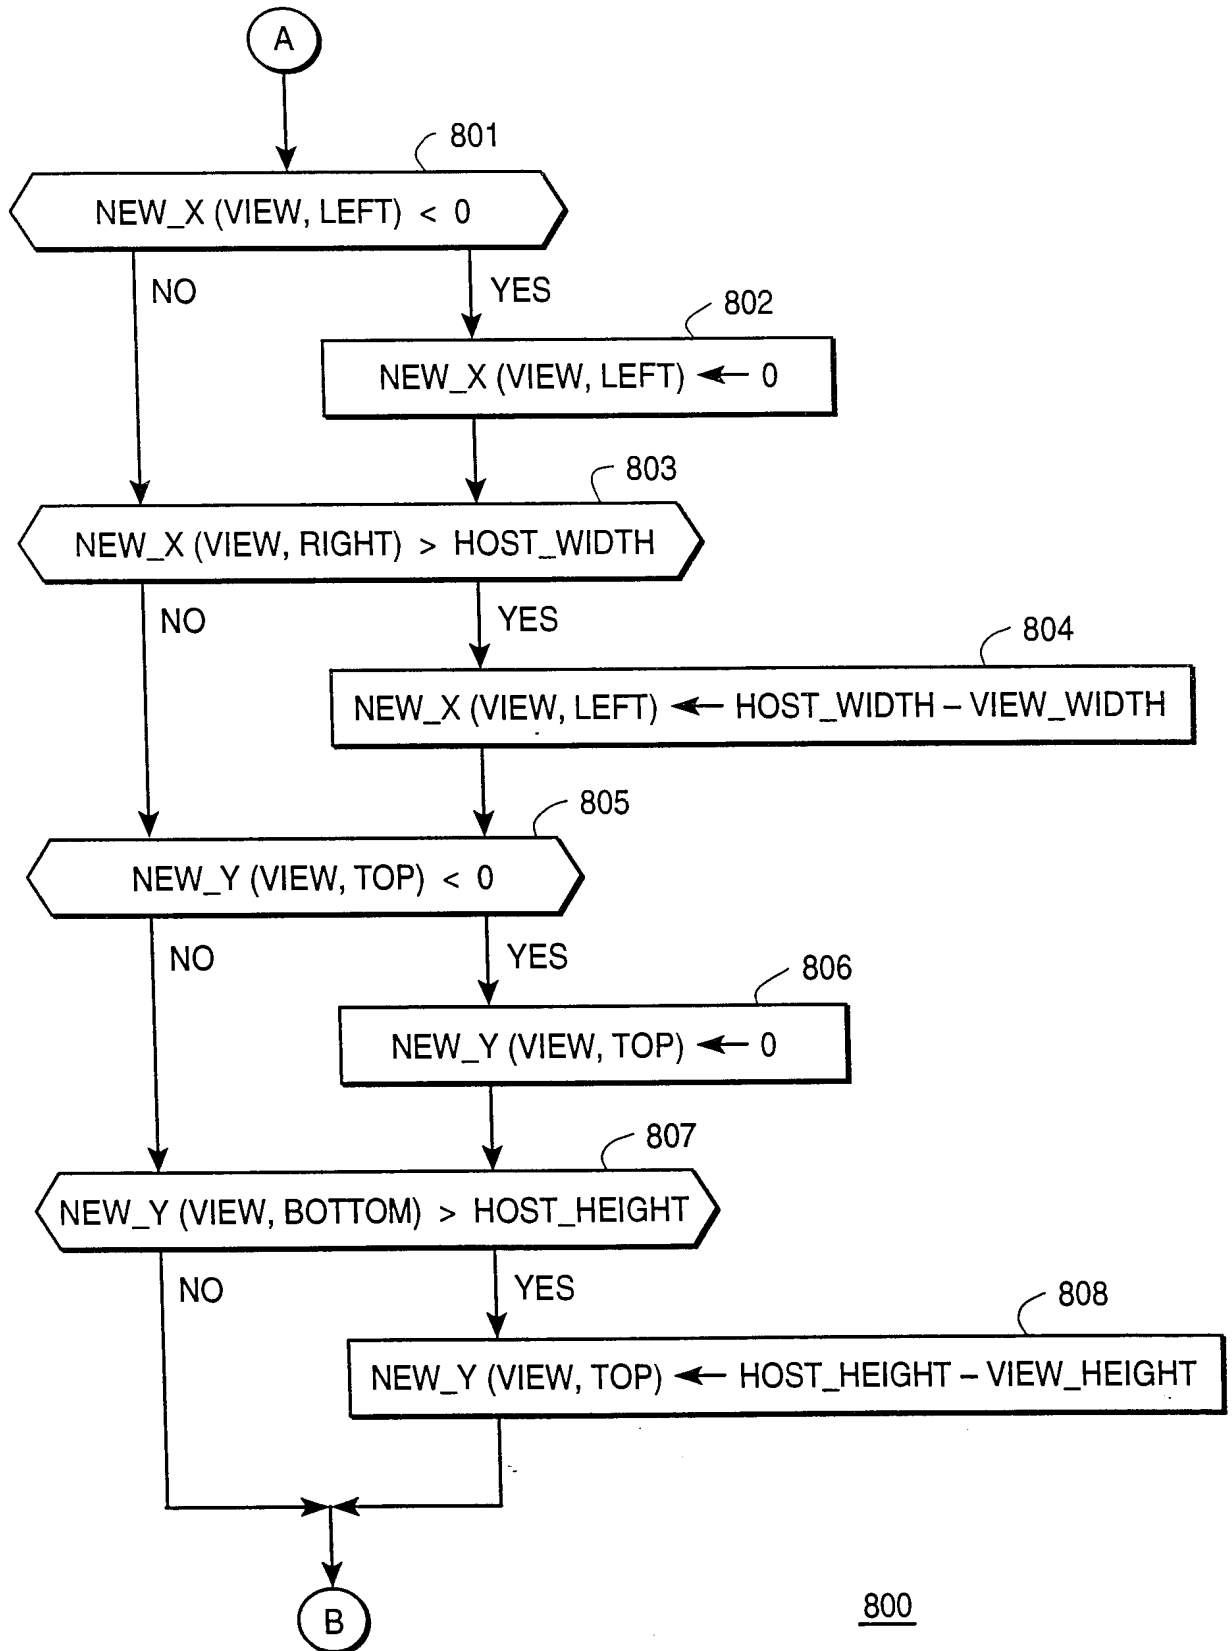 A
801
NEW_X (VIEW, LEFT) < 0
NO
YES
802
NEW_X (VIEW, LEFT) ← 0
803
NEW_X (VIEW, RIGHT) > HOST_WIDTH
NO
YES
804
NEW_X (VIEW, LEFT) ← HOST_WIDTH – VIEW_WIDTH
805
NEW_Y (VIEW, TOP) < 0
NO
YES
806
NEW_Y (VIEW, TOP) ← 0
807
NEW_Y (VIEW, BOTTOM) > HOST_HEIGHT
NO
YES
808
NEW_Y (VIEW, TOP) ← HOST_HEIGHT – VIEW_HEIGHT
B
800